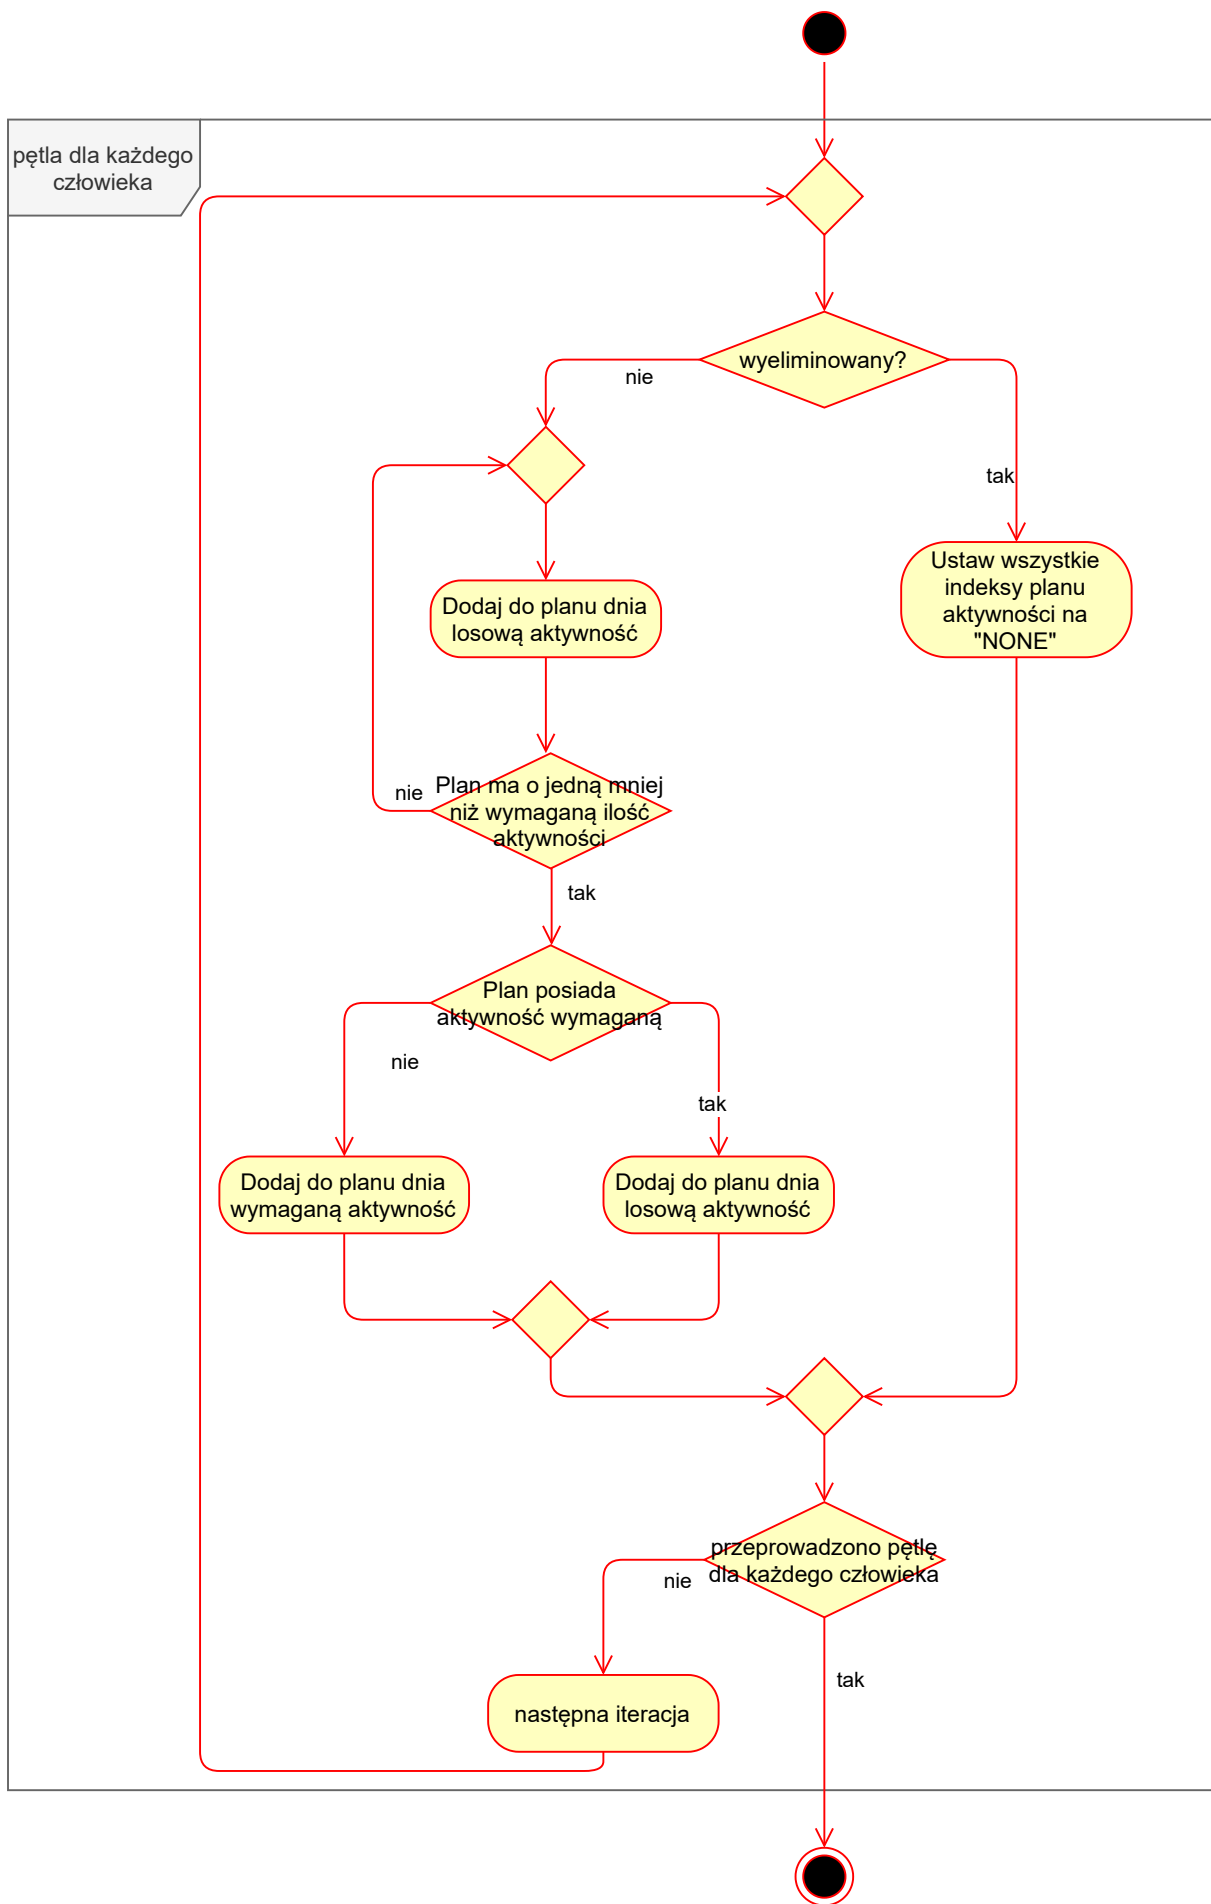 pętla dla każdego
człowieka
wyeliminowany?
nie
tak
Ustaw wszystkie
indeksy planu
aktywności na
"NONE"
Dodaj do planu dnia
losową aktywność
Plan ma o jedną mniej
niż wymaganą ilość
aktywności
nie
tak
Plan posiada
aktywność wymaganą
nie
tak
Dodaj do planu dnia
wymaganą aktywność
Dodaj do planu dnia
losową aktywność
przeprowadzono pętlę
dla każdego człowieka
nie
tak
następna iteracja